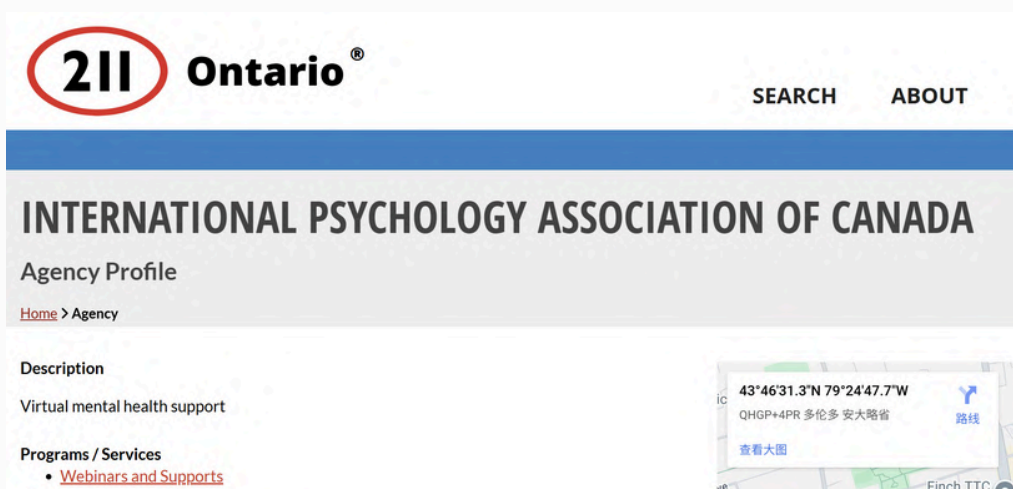 211 Ontario®
SEARCH ABOUT
INTERNATIONAL PSYCHOLOGY ASSOCIATION OF CANADA
Agency Profile
Home > Agency
Description
Virtual mental health support
Programs / Services
• Webinars and Supports
43°46'31.3"N 79°24'47.7"W
QHGP+4PR 多伦多 安大略省
路线
查看大图
Finch TTC